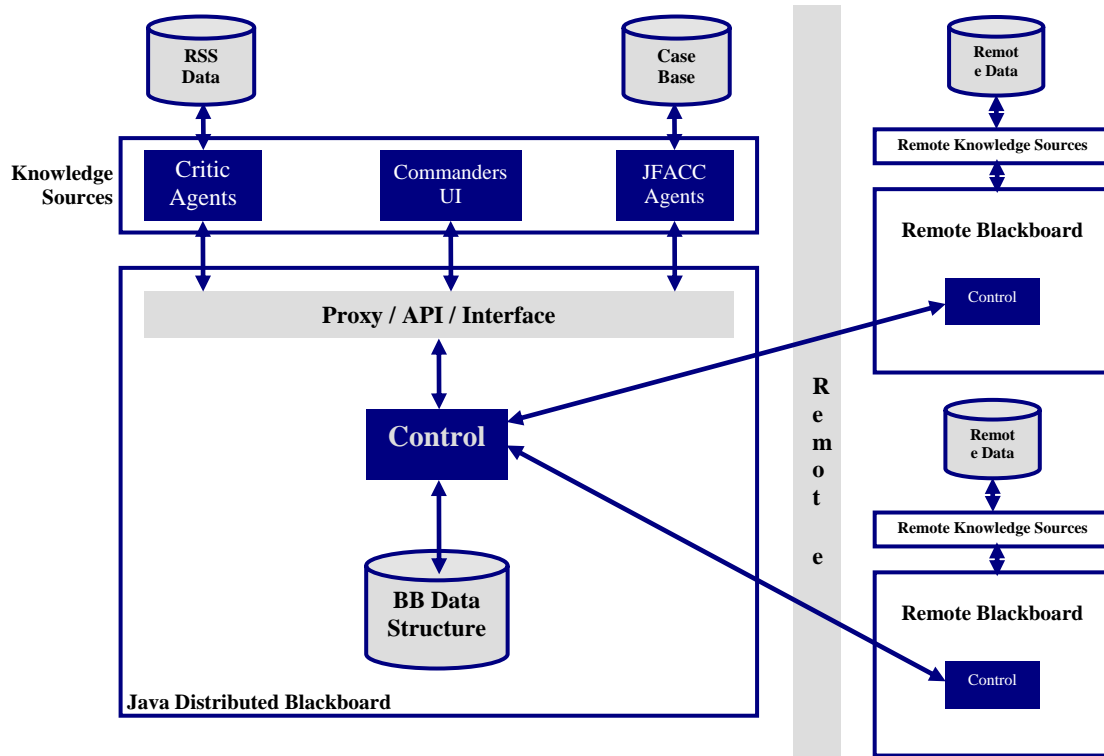 RSS
Data
Case
Base
Knowledge
Sources
Critic
Agents
Commanders
UI
JFACC
Agents
Proxy / API / Interface
Control
BB Data
Structure
Java Distributed Blackboard
R
e
m
o t
e
Remot
e Data
Remote Knowledge Sources
Remote Blackboard
Control
Remot
e Data
Remote Knowledge Sources
Remote Blackboard
Control